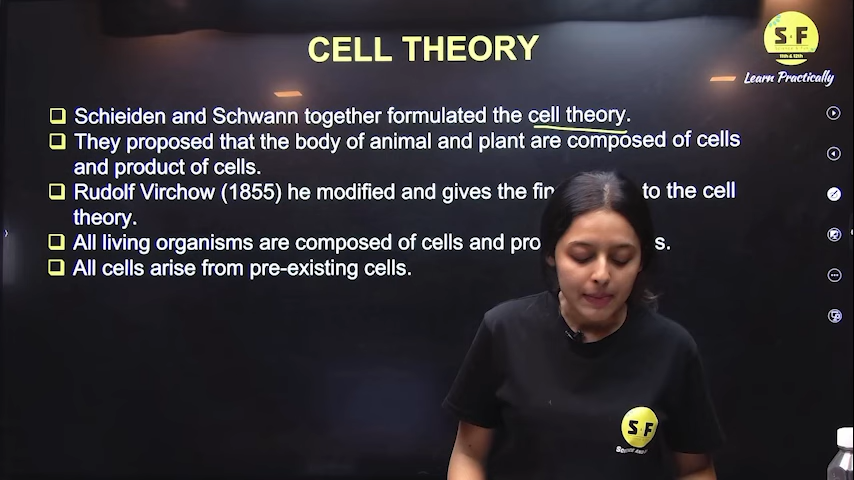 CELL THEORY
S F
11th & 12th
Learn Practically
Schieiden and Schwann together formulated the cell theory.
They proposed that the body of animal and plant are composed of cells
and product of cells.
Rudolf Virchow (1855) he modified and gives the fin to the cell
theory.
All living organisms are composed of cells and pro s.
All cells arise from pre-existing cells.
S F